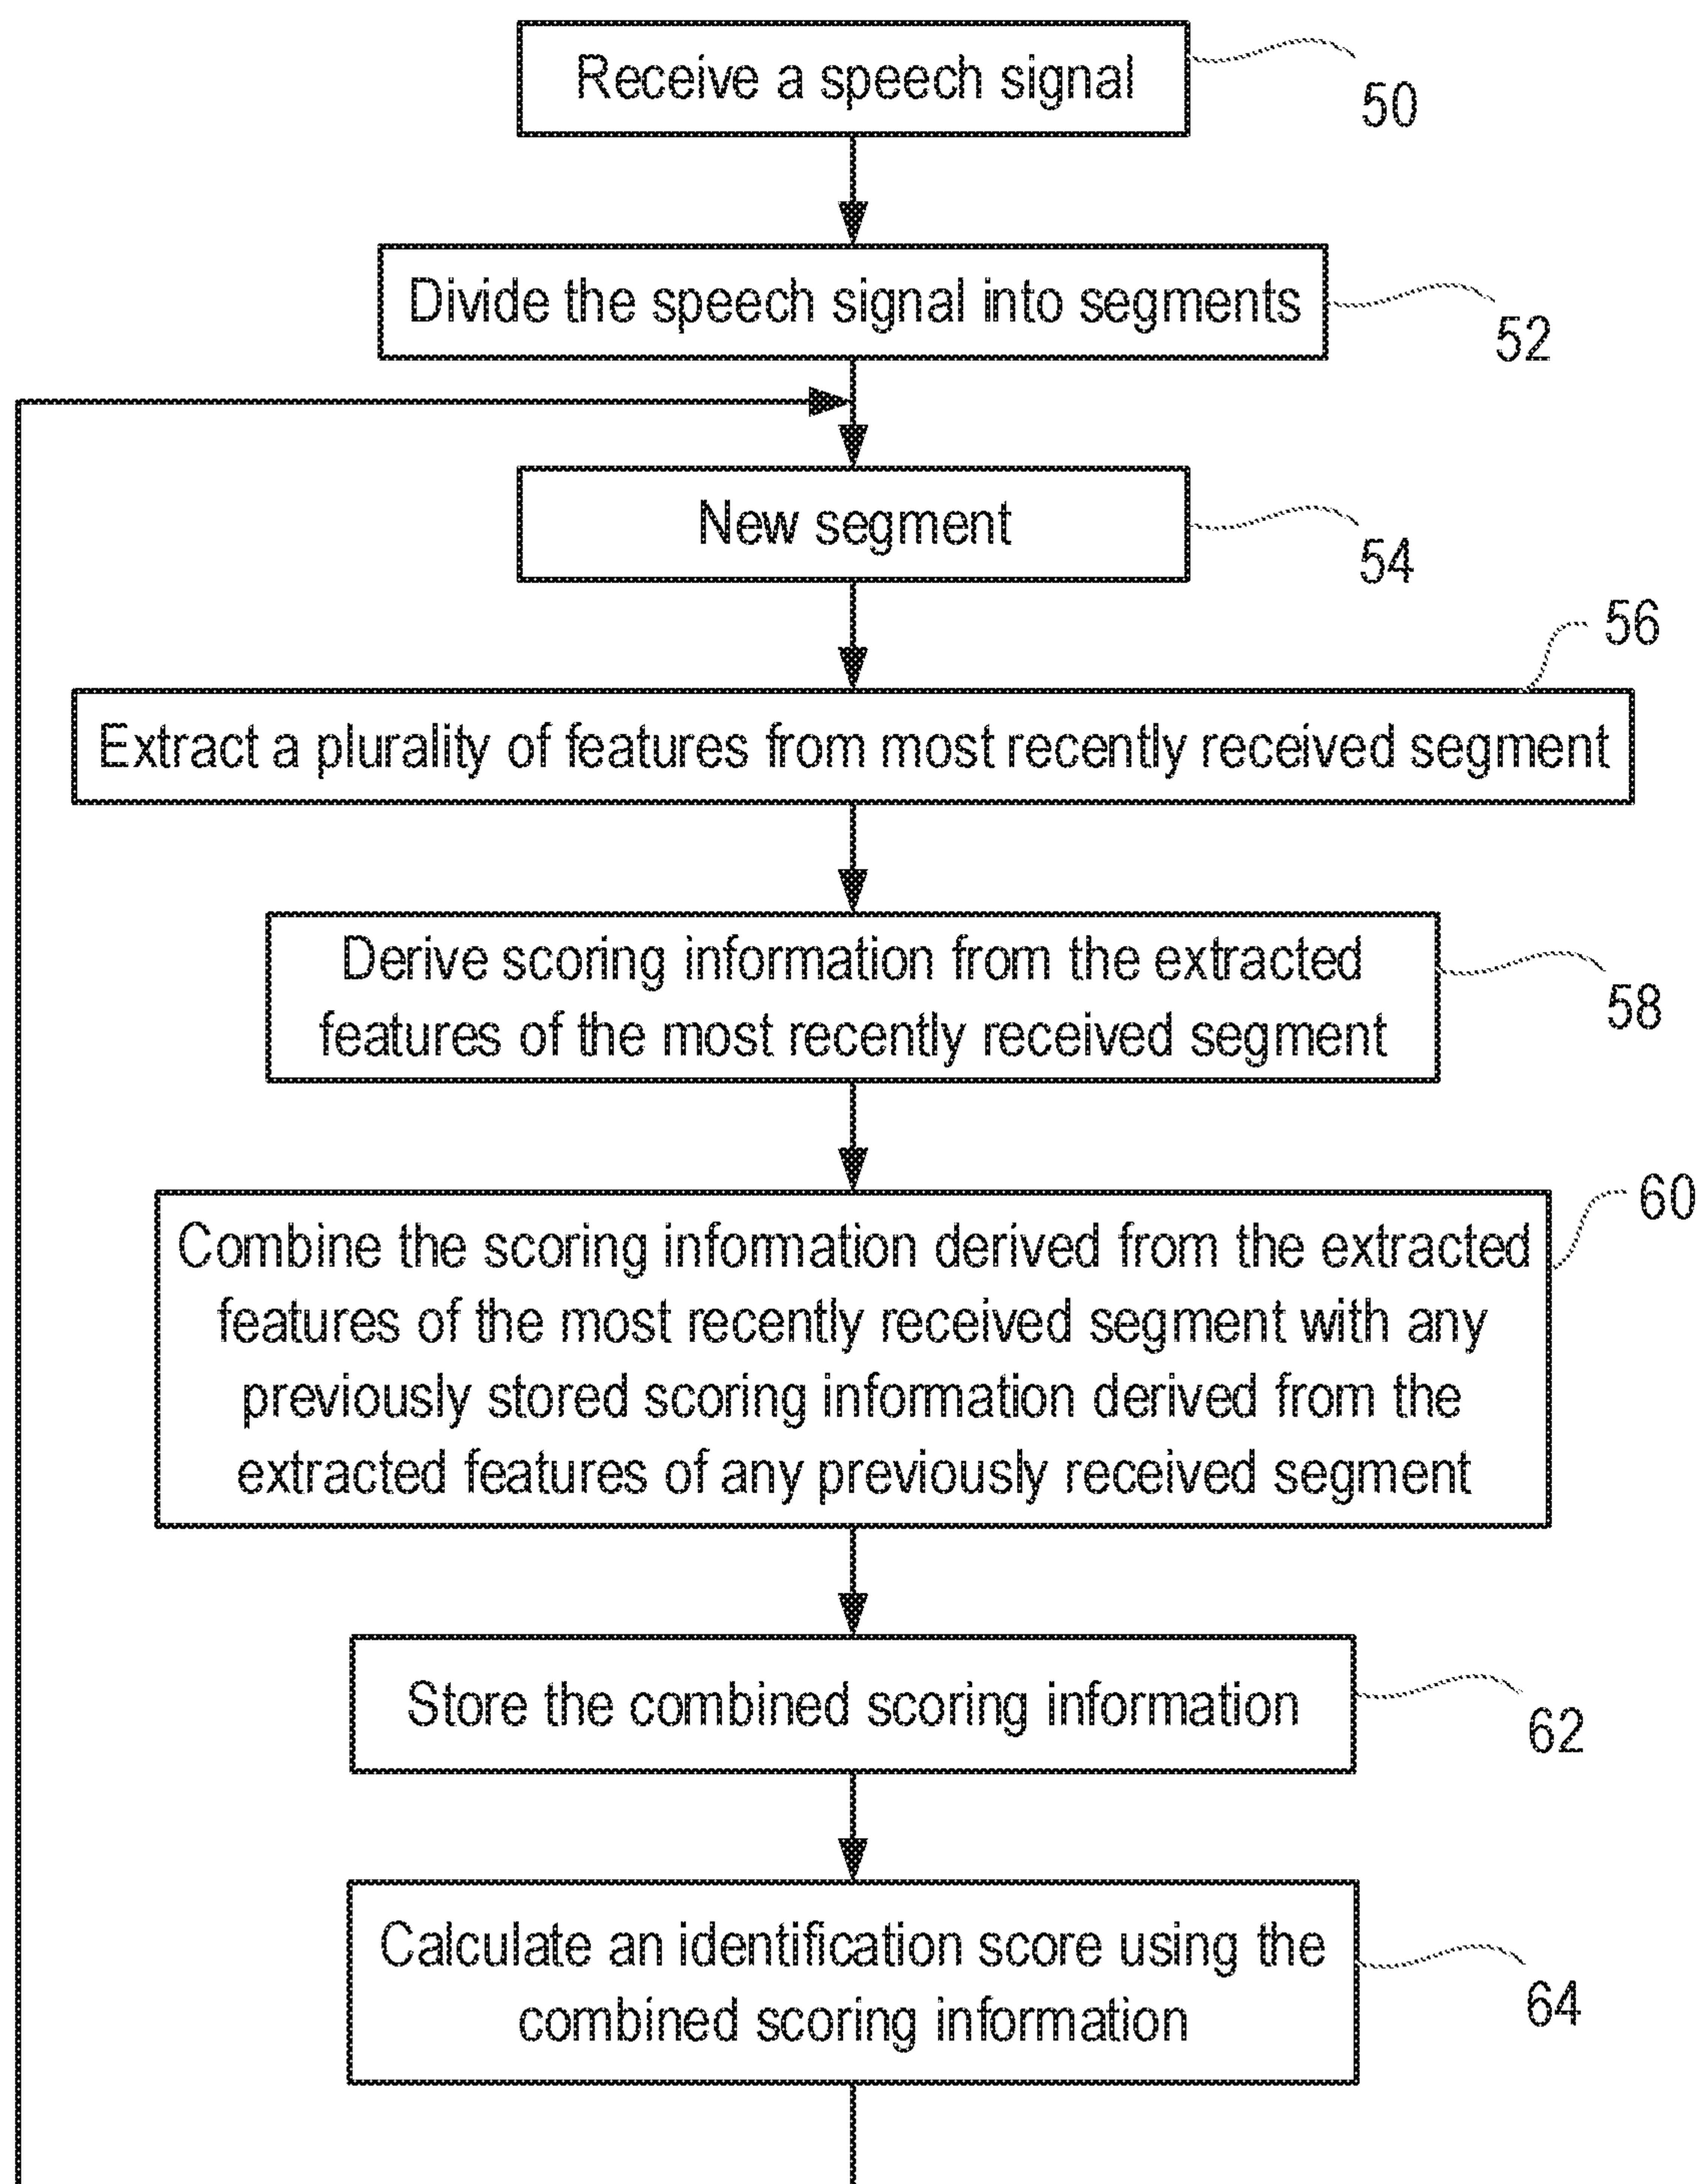 Receive a speech signal
50
Divide the speech signal into segments
52
New segment
54
56
Extract a plurality of features from most recently received segment
Derive scoring information from the extracted
features of the most recently received segment
58
60
Combine the scoring information derived from the extracted
features of the most recently received segment with any
previously stored scoring information derived from the
extracted features of any previously received segment
Store the combined scoring information
62
Calculate an identification score using the
combined scoring information
64